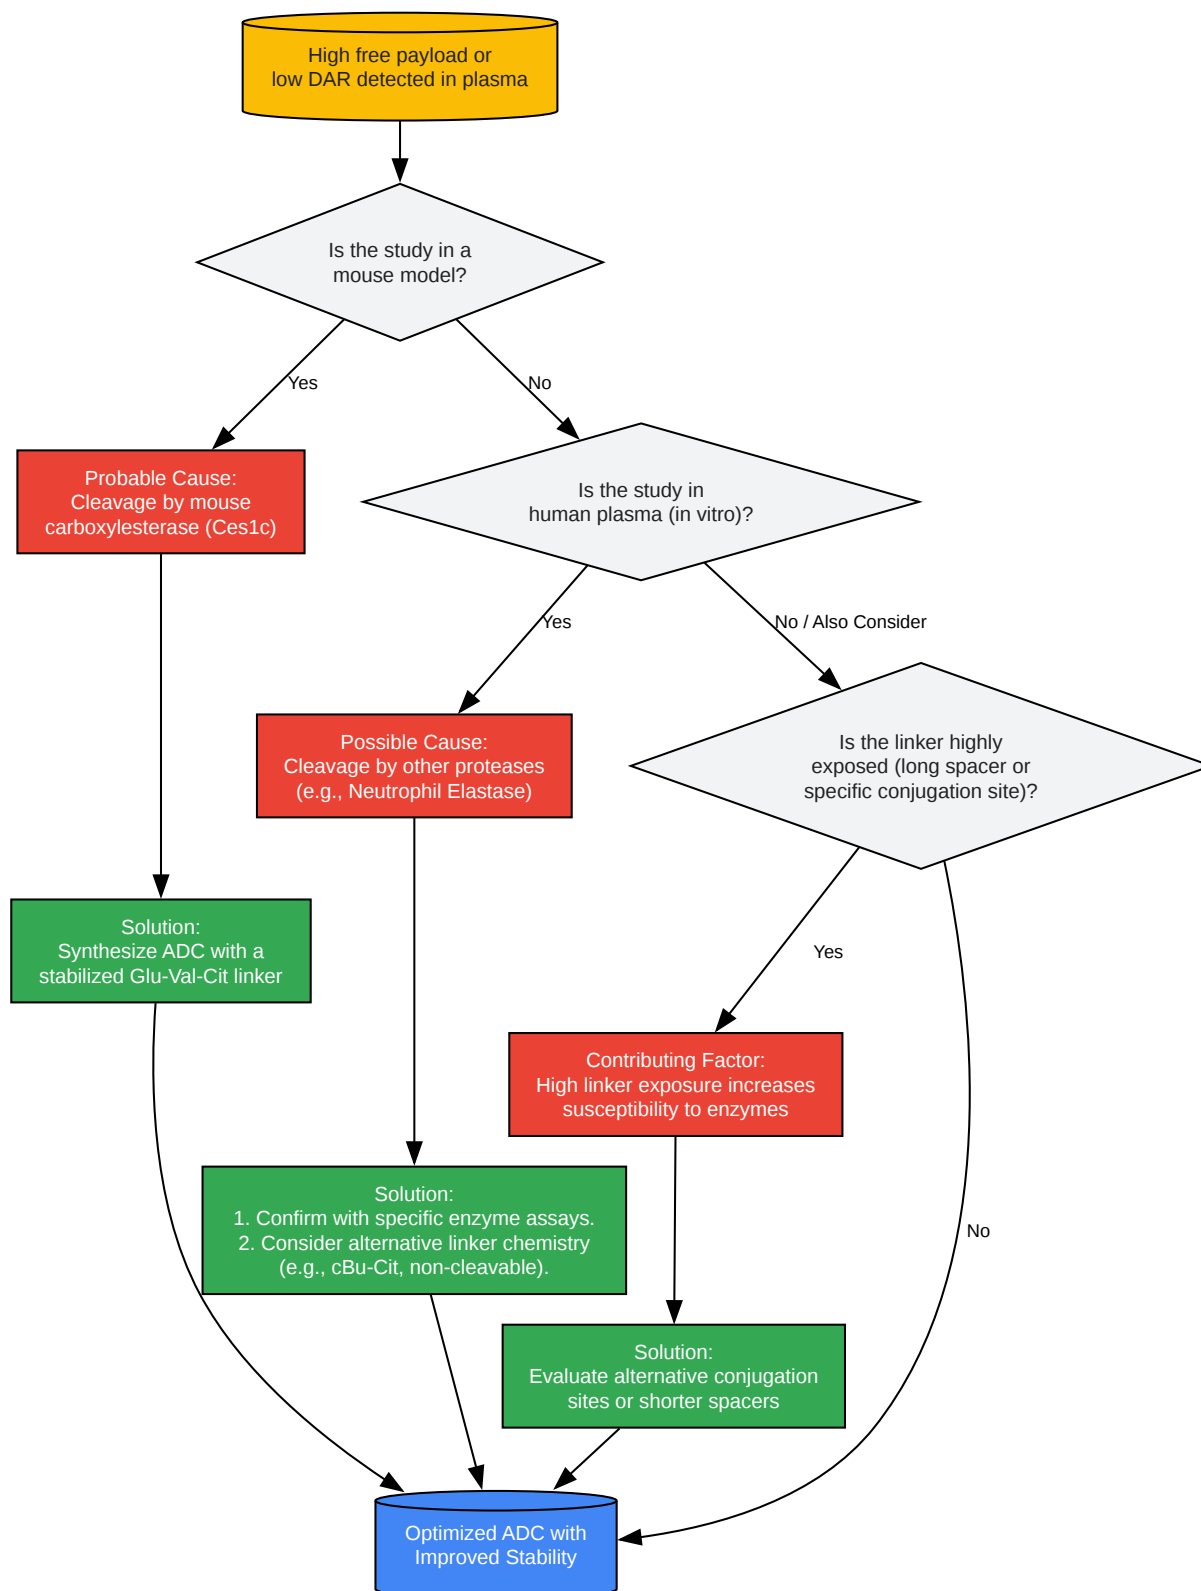 High free payload or
low DAR detected in plasma
Is the study in a
mouse model?
Yes
No
Probable Cause:
Cleavage by mouse
carboxylesterase (Ces1c)
Is the study in
human plasma (in vitro)?
Yes
No / Also Consider
Possible Cause:
Cleavage by other proteases
(e.g., Neutrophil Elastase)
Is the linker highly
exposed (long spacer or
specific conjugation site)?
Solution:
Synthesize ADC with a
stabilized Glu-Val-Cit linker
Yes
Contributing Factor:
High linker exposure increases
susceptibility to enzymes
Solution:
1. Confirm with specific enzyme assays.
2. Consider alternative linker chemistry
(e.g., cBu-Cit, non-cleavable).
No
Solution:
Evaluate alternative conjugation
sites or shorter spacers
Optimized ADC with
Improved Stability